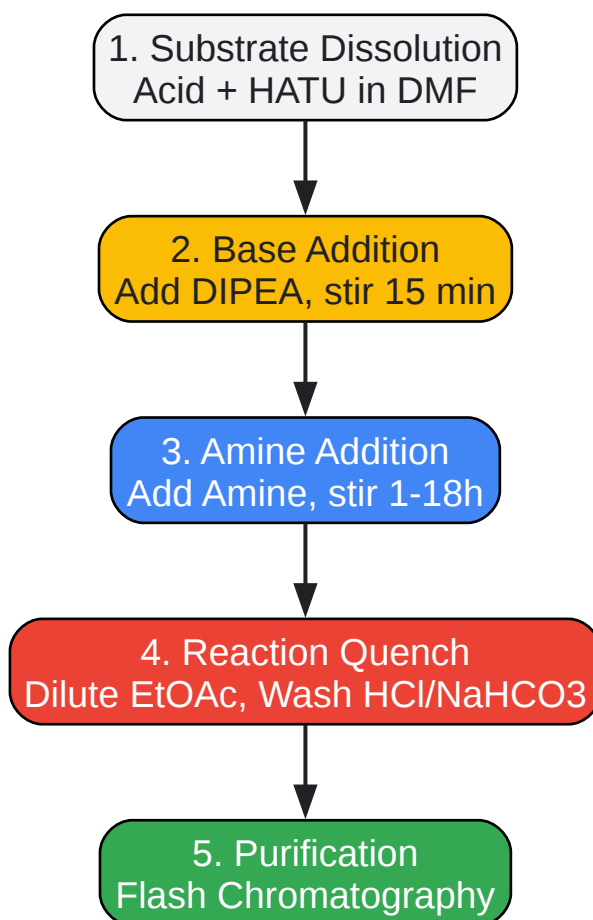 1. Substrate Dissolution
Acid + HATU in DMF
2. Base Addition
Add DIPEA, stir 15 min
3. Amine Addition
Add Amine, stir 1-18h
4. Reaction Quench
Dilute EtOAc, Wash HCl/NaHCO3
5. Purification
Flash Chromatography